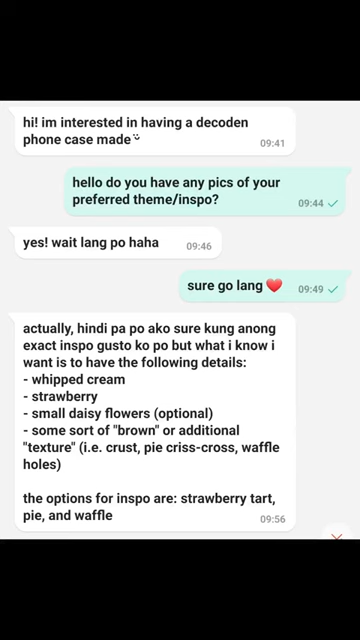 hi! im interested in having a decoden
phone case made
09:41
hello do you have any pics of your
preferred theme/inspo?
09:44
yes! wait lang po haha
09:46
sure go lang ❤️
09:49
actually, hindi pa po ako sure kung anong
exact inspo gusto ko po but what i know i
want is to have the following details:
- whipped cream
- strawberry
- small daisy flowers (optional)
- some sort of "brown" or additional
"texture" (i.e. crust, pie criss-cross, waffle
holes)
the options for inspo are: strawberry tart,
pie, and waffle
09:56